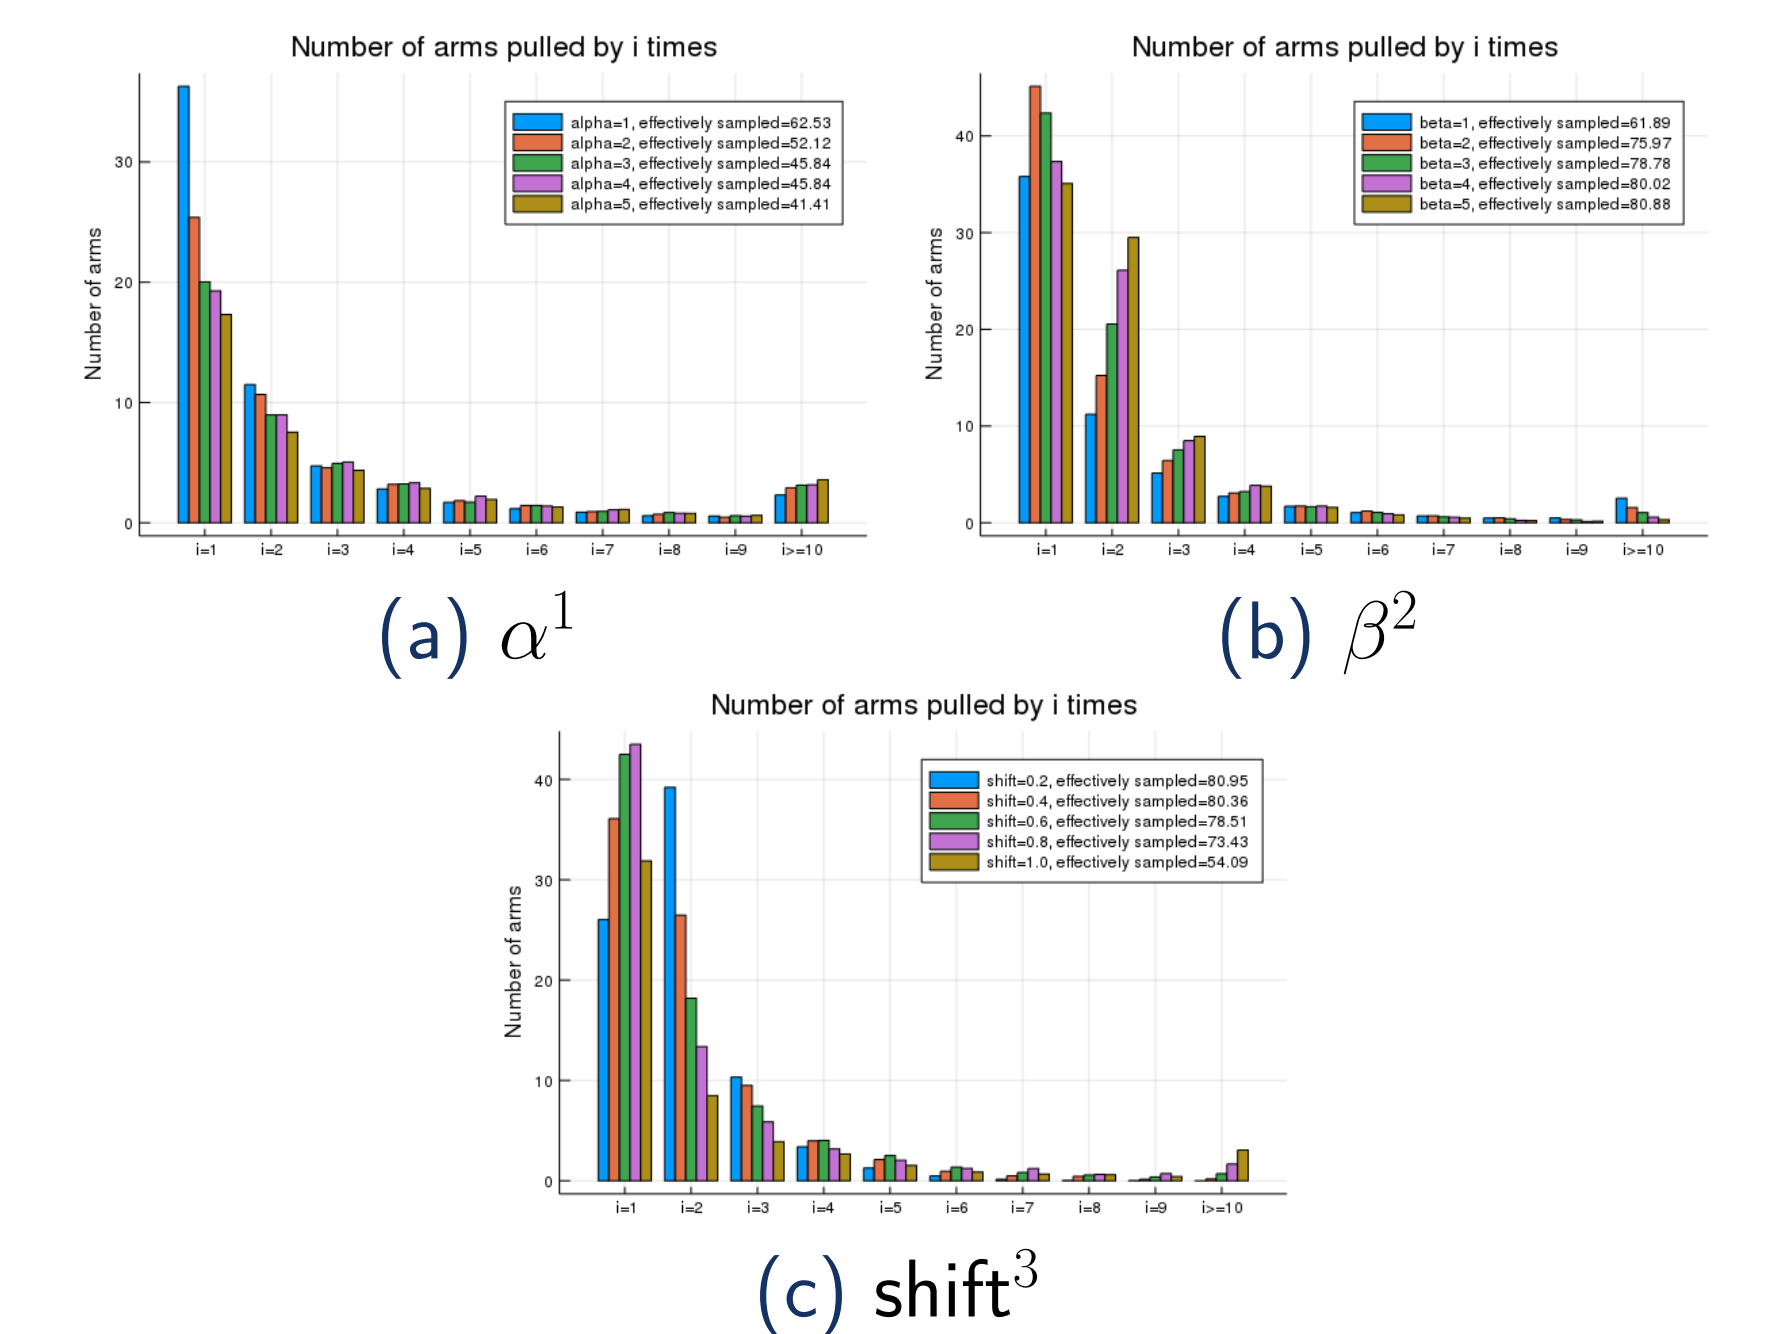 Number of arms pulled by i times
Number of arms
30
20
10
0
alpha=1, effectively sampled=62.53
alpha=2, effectively sampled=52.12
alpha=3, effectively sampled=45.84
alpha=4, effectively sampled=45.84
alpha=5, effectively sampled=41.41
i=1 i=2 i=3 i=4 i=5 i=6 i=7 i=8 i=9 i>=10
(a) α¹
Number of arms pulled by i times
Number of arms
40
30
20
10
0
beta=1, effectively sampled=61.89
beta=2, effectively sampled=75.97
beta=3, effectively sampled=78.78
beta=4, effectively sampled=80.02
beta=5, effectively sampled=80.88
i=1 i=2 i=3 i=4 i=5 i=6 i=7 i=8 i=9 i>=10
(b) β²
Number of arms pulled by i times
Number of arms
40
30
20
10
0
shift=0.2, effectively sampled=80.95
shift=0.4, effectively sampled=80.36
shift=0.6, effectively sampled=78.51
shift=0.8, effectively sampled=73.43
shift=1.0, effectively sampled=54.09
i=1 i=2 i=3 i=4 i=5 i=6 i=7 i=8 i=9 i>=10
(c) shift³